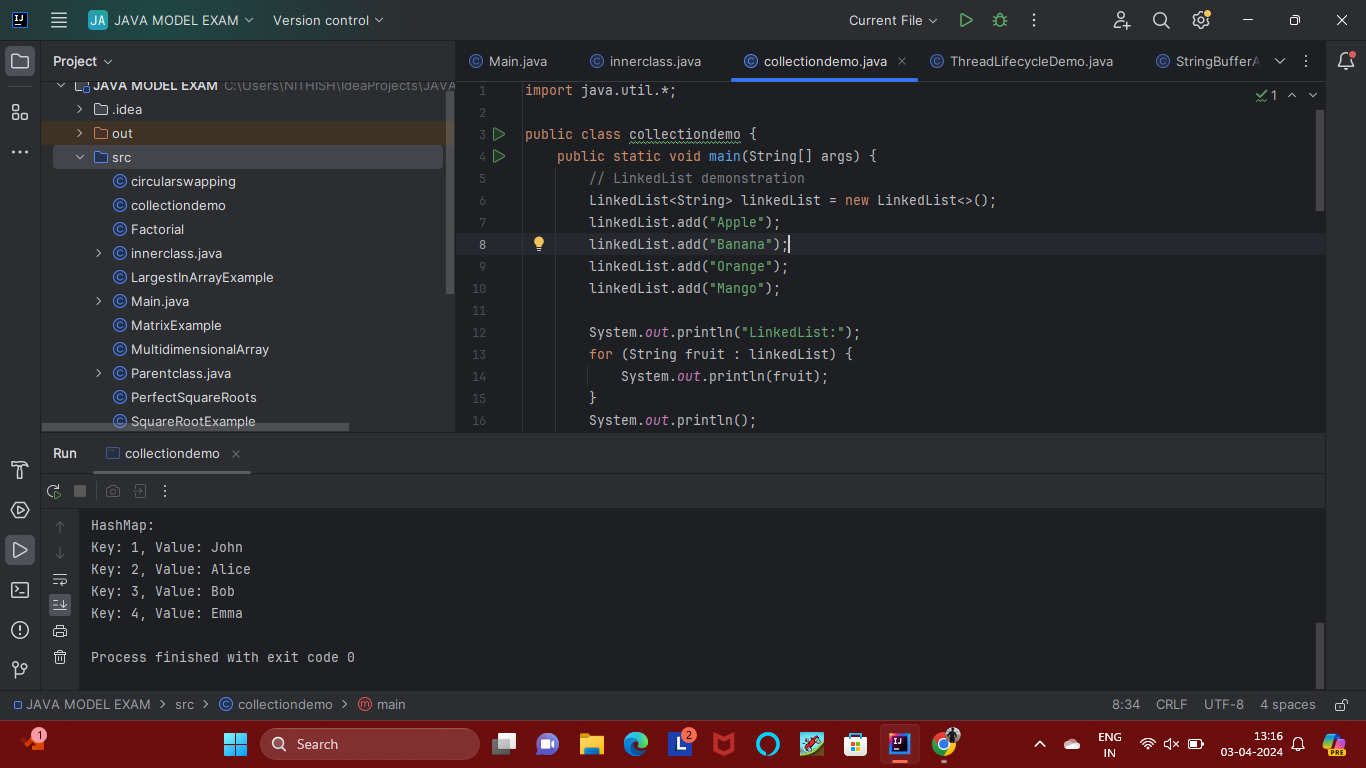 JA JAVA MODEL EXAM Version control Current File
Project
Main.java innerclass.java collectiondemo.java ThreadLifecycleDemo.java StringBufferA
JAVA MODEL EXAM C:\Users\NITHISH\IdeaProjects\JAVA
.idea
out
src
circularswapping
collectiondemo
Factorial
innerclass.java
LargestInArrayExample
Main.java
MatrixExample
MultidimensionalArray
Parentclass.java
PerfectSquareRoots
SquareRootExample
1 import java.util.*;
2
3 public class collectiondemo {
4 public static void main(String[] args) {
5 // LinkedList demonstration
6 LinkedList<String> linkedList = new LinkedList<>();
7 linkedList.add("Apple");
8 linkedList.add("Banana");
9 linkedList.add("Orange");
10 linkedList.add("Mango");
11
12 System.out.println("LinkedList:");
13 for (String fruit : linkedList) {
14 System.out.println(fruit);
15 }
16 System.out.println();
1
Run collectiondemo
HashMap:
Key: 1, Value: John
Key: 2, Value: Alice
Key: 3, Value: Bob
Key: 4, Value: Emma
Process finished with exit code 0
JAVA MODEL EXAM > src > collectiondemo > main 8:34 CRLF UTF-8 4 spaces
1 Search 2 ENG 13:16
IN 03-04-2024
PRE